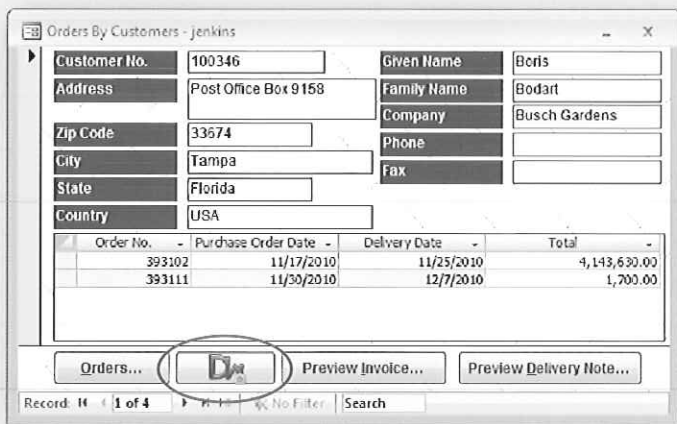 Orders By Customers - jenkins
Customer No. 100346 Given Name Boris
Address Post Office Box 9158 Family Name Bodart
Company Busch Gardens
Zip Code 33674 Phone
City Tampa Fax
State Florida
Country USA
Order No. Purchase Order Date Delivery Date Total
393102 11/17/2010 11/25/2010 4,143,630.00
393111 11/30/2010 12/7/2010 1,700.00
Orders... Preview Invoice... Preview Delivery Note...
Record: 1 of 4 No Filter Search